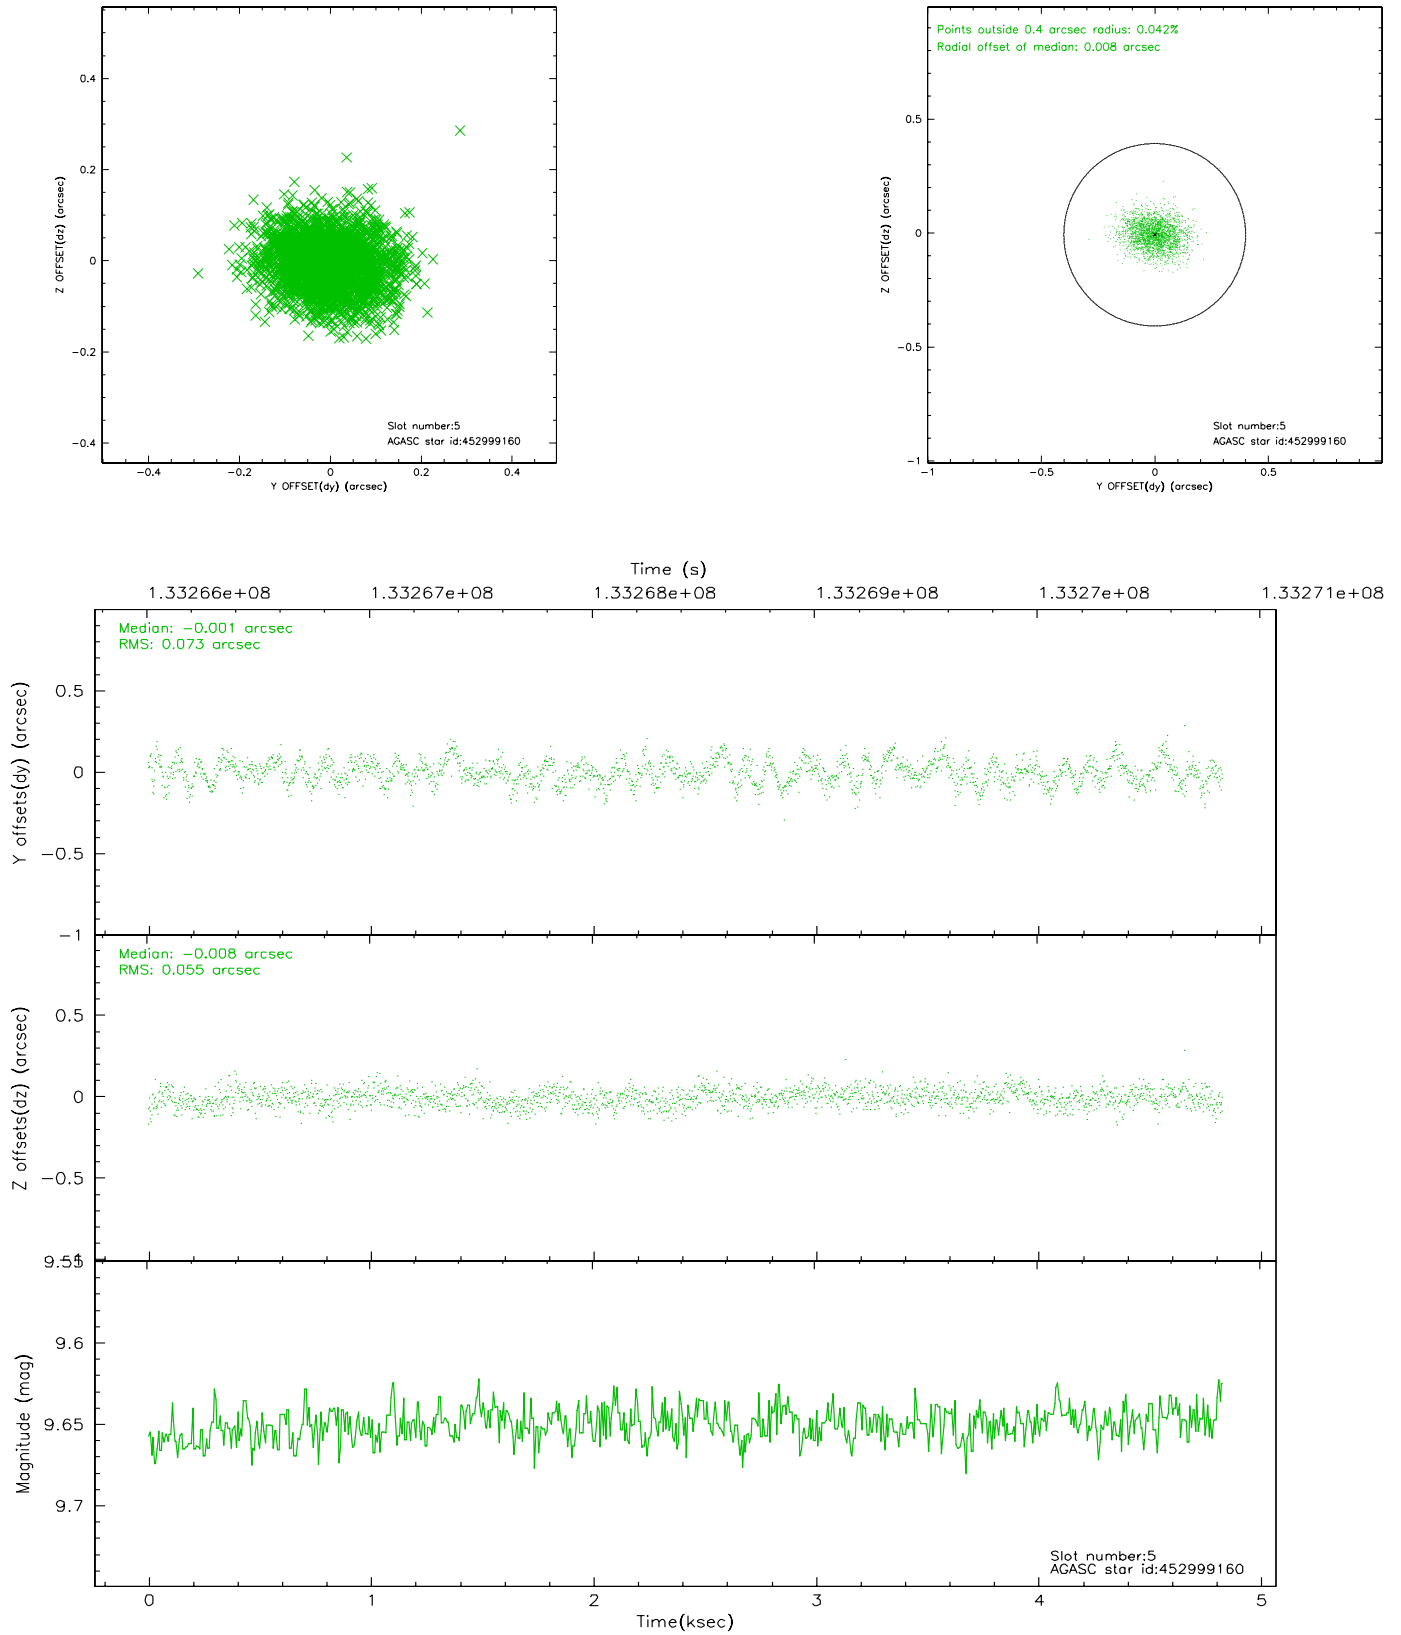 0.4
0.2
0
−0.2
−0.4
Z OFFSET(dz) (arcsec)
Slot number:5
AGASC star id:452999160
−0.4 −0.2 0 0.2 0.4
Y OFFSET(dy) (arcsec)
Points outside 0.4 arcsec radius: 0.042%
Radial offset of median: 0.008 arcsec
0.5
0
−0.5
−1
Z OFFSET(dz) (arcsec)
Slot number:5
AGASC star id:452999160
−1 −0.5 0 0.5
Y OFFSET(dy) (arcsec)
Time (s)
1.33266e+08 1.33267e+08 1.33268e+08 1.33269e+08 1.3327e+08 1.33271e+08
Median: −0.001 arcsec
RMS: 0.073 arcsec
0.5
0
−0.5
−1
Y offsets(dy) (arcsec)
Median: −0.008 arcsec
RMS: 0.055 arcsec
0.5
0
−0.5
Z offsets(dz) (arcsec)
9.55
9.6
9.65
9.7
Magnitude (mag)
Slot number:5
AGASC star id:452999160
0 1 2 3 4 5
Time(ksec)